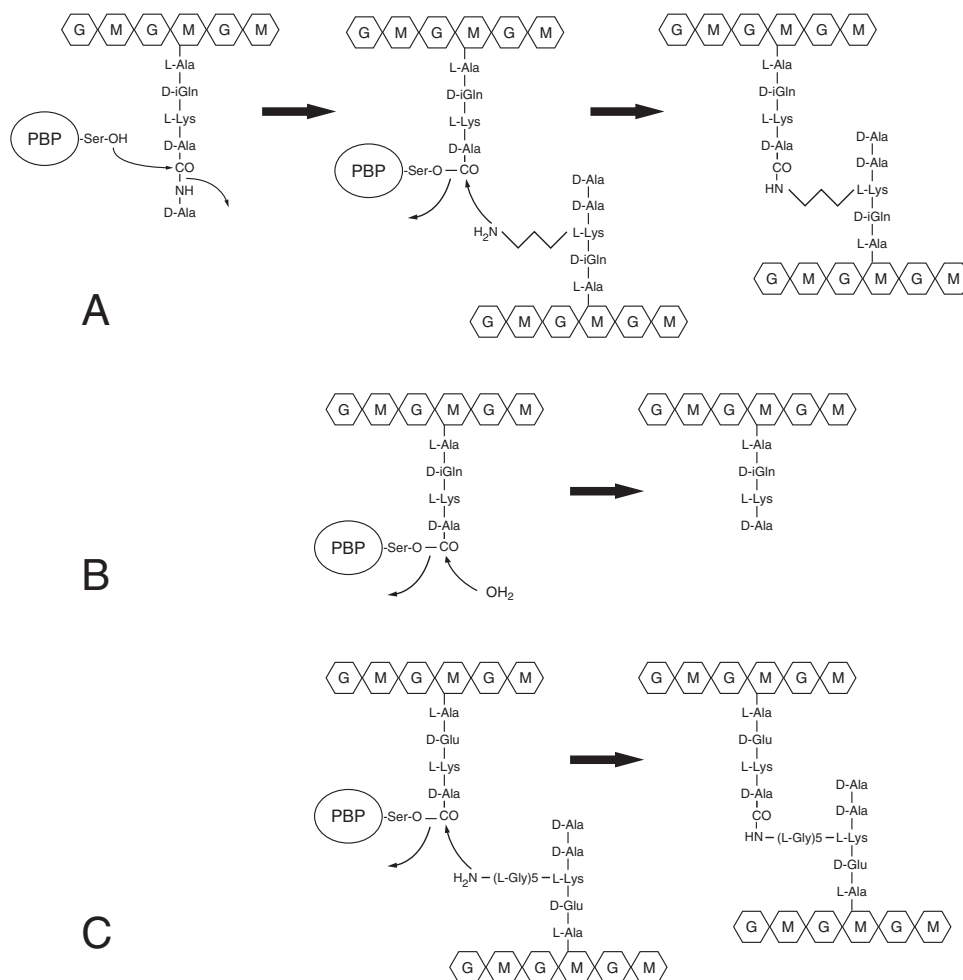 G M G M G M
L-Ala
D-iGln
L-Lys
D-Ala
CO
NH
D-Ala
PBP -Ser-OH
G M G M G M
L-Ala
D-iGln
L-Lys
D-Ala
PBP -Ser-O CO
D-Ala
D-Ala
H2N L-Lys
D-iGln
L-Ala
G M G M G M
G M G M G M
L-Ala
D-iGln
L-Lys
D-Ala
CO
HN
D-Ala
D-Ala
L-Lys
D-iGln
L-Ala
G M G M G M
A
G M G M G M
L-Ala
D-iGln
L-Lys
D-Ala
PBP -Ser-O CO
OH2
G M G M G M
L-Ala
D-iGln
L-Lys
D-Ala
B
G M G M G M
L-Ala
D-Glu
L-Lys
D-Ala
PBP -Ser-O CO
D-Ala
D-Ala
H2N (L-Gly)5 L-Lys
D-Glu
L-Ala
G M G M G M
G M G M G M
L-Ala
D-Glu
L-Lys
D-Ala
CO
D-Ala
D-Ala
HN (L-Gly)5 L-Lys
D-Glu
L-Ala
G M G M G M
C